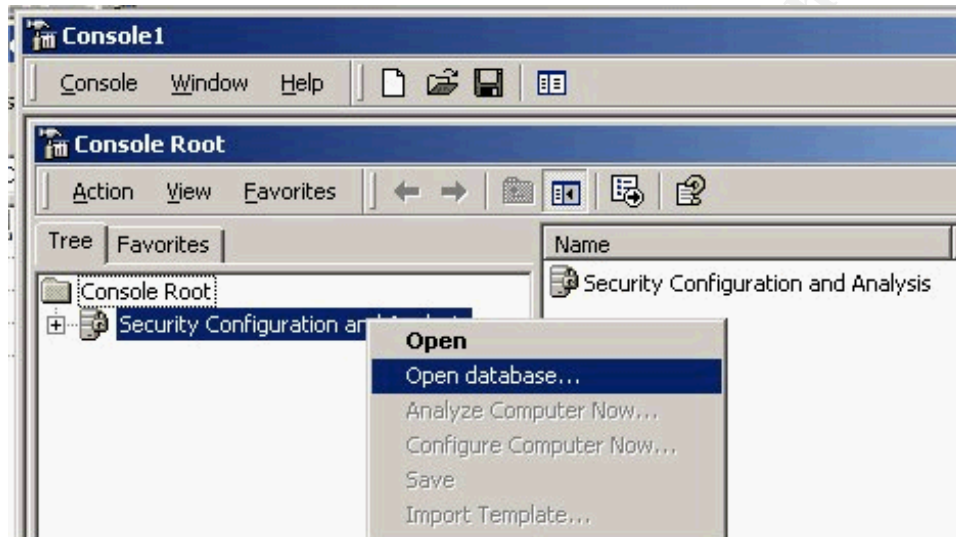 Console1
Console Window Help
Console Root
Action View Favorites
Tree Favorites
Name
Console Root
Security Configuration and Analysis
Security Configuration
Open
Open database...
Analyze Computer Now...
Configure Computer Now...
Save
Import Template...